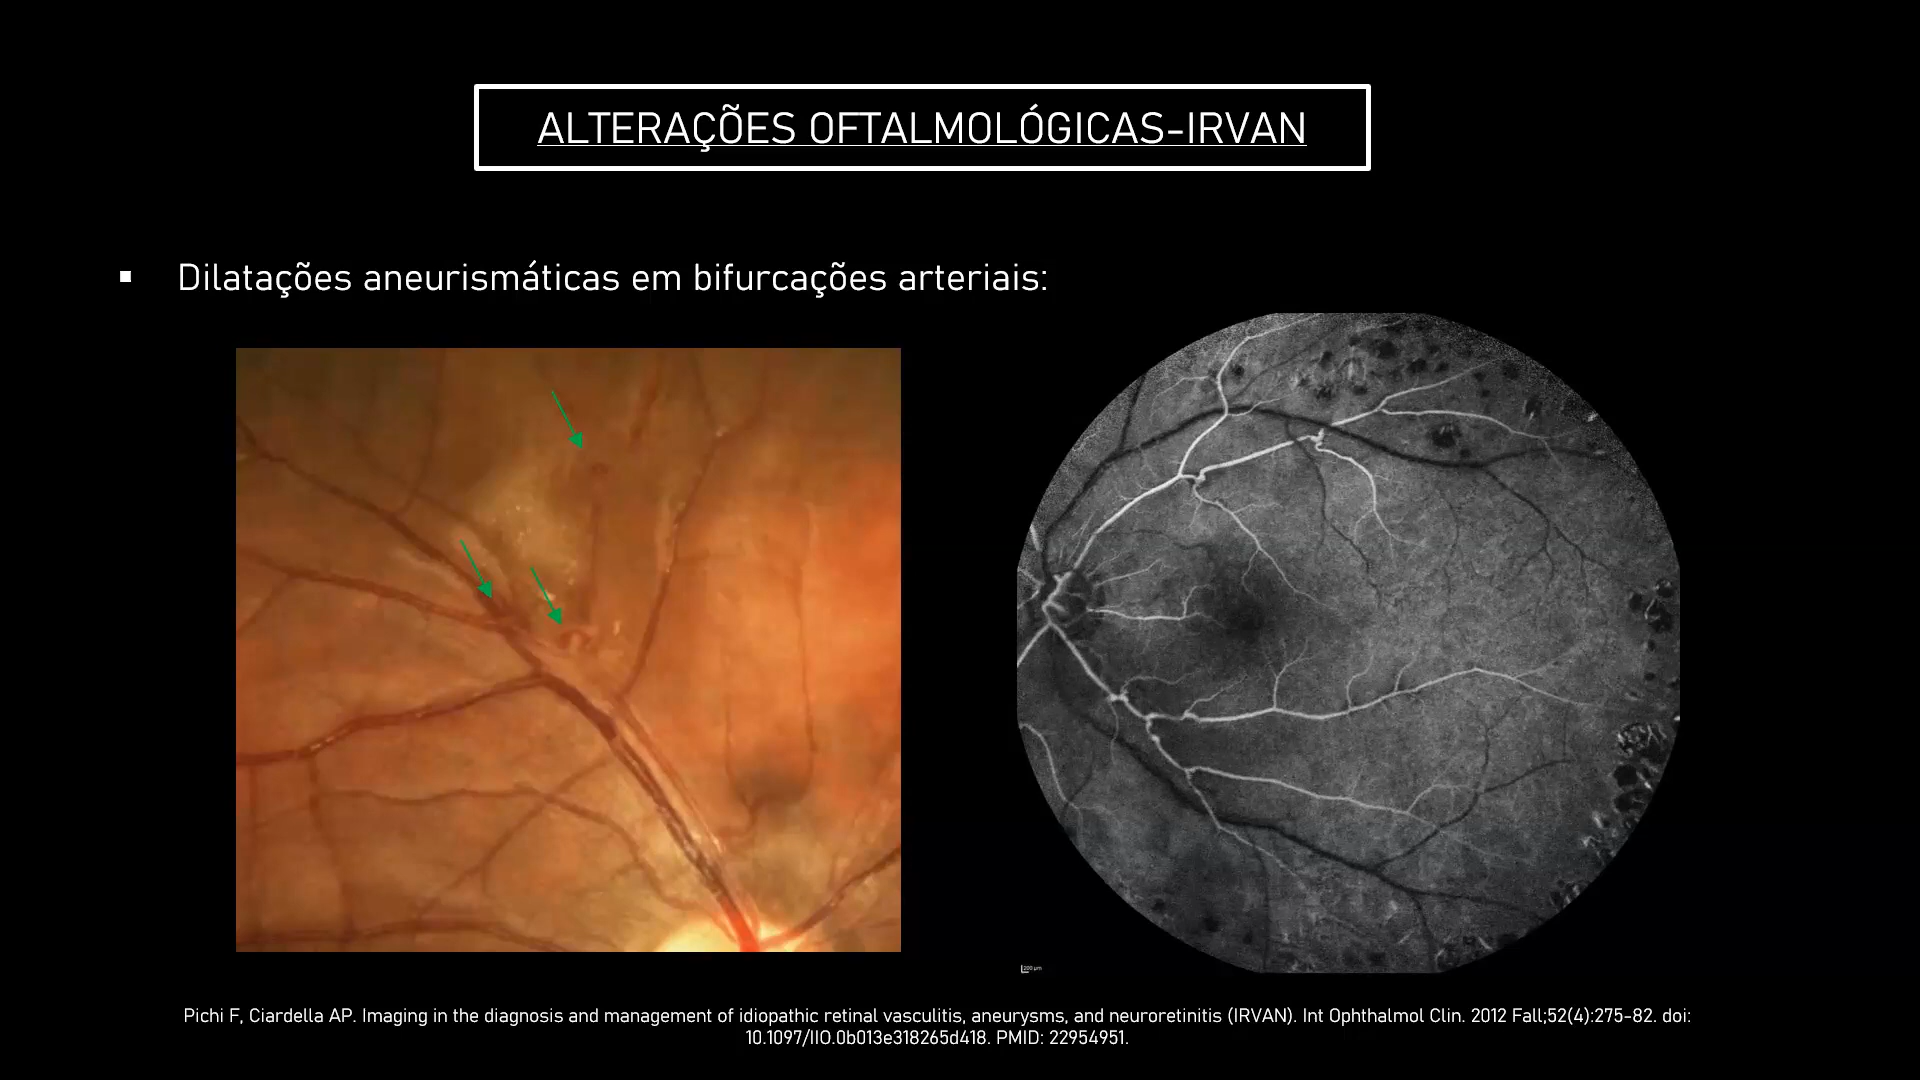 ALTERAÇÕES OFTALMOLÓGICAS-IRVAN
▪ Dilatações aneurismáticas em bifurcações arteriais:
200 µm
Pichi F, Ciardella AP. Imaging in the diagnosis and management of idiopathic retinal vasculitis, aneurysms, and neuroretinitis (IRVAN). Int Ophthalmol Clin. 2012 Fall;52(4):275-82. doi:
10.1097/IIO.0b013e318265d418. PMID: 22954951.